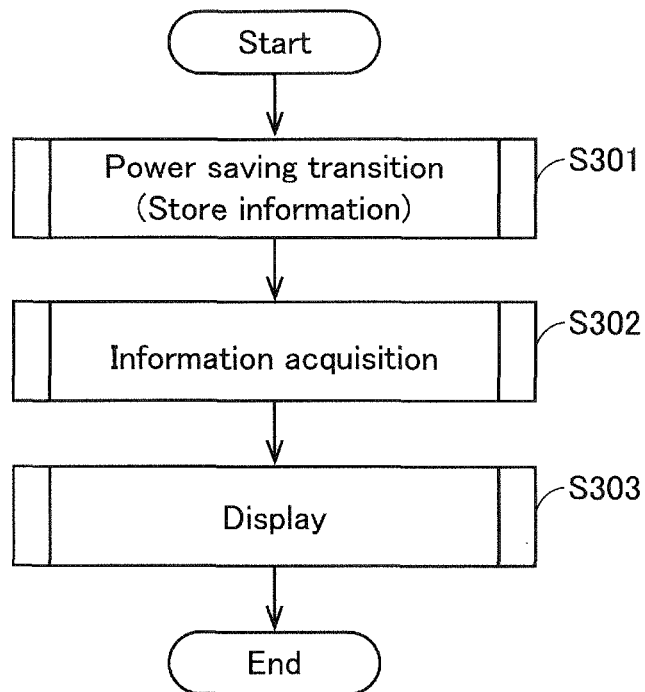 Start
Power saving transition
(Store information)
S301
Information acquisition
S302
Display
S303
End